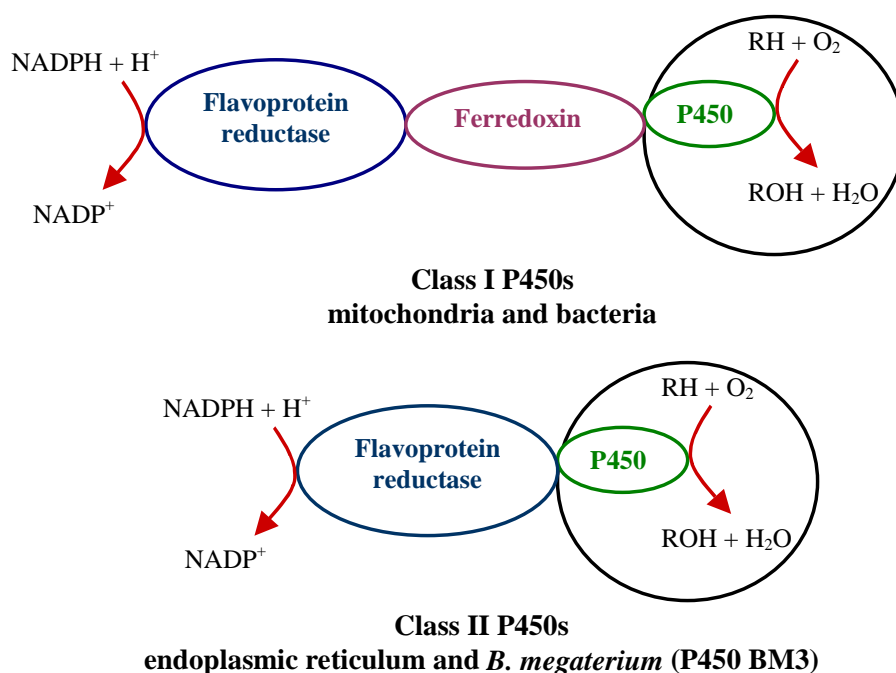 NADPH + H⁺
Flavoprotein
reductase
NADP⁺
Ferredoxin
P450
RH + O₂
ROH + H₂O
Class I P450s
mitochondria and bacteria
NADPH + H⁺
Flavoprotein
reductase
NADP⁺
P450
RH + O₂
ROH + H₂O
Class II P450s
endoplasmic reticulum and B. megaterium (P450 BM3)